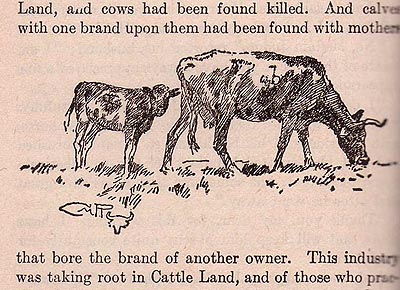 Land, and cows had been found killed. And calve
with one brand upon them had been found with mother
that bore the brand of another owner. This industry
was taking root in Cattle Land, and of those who prac